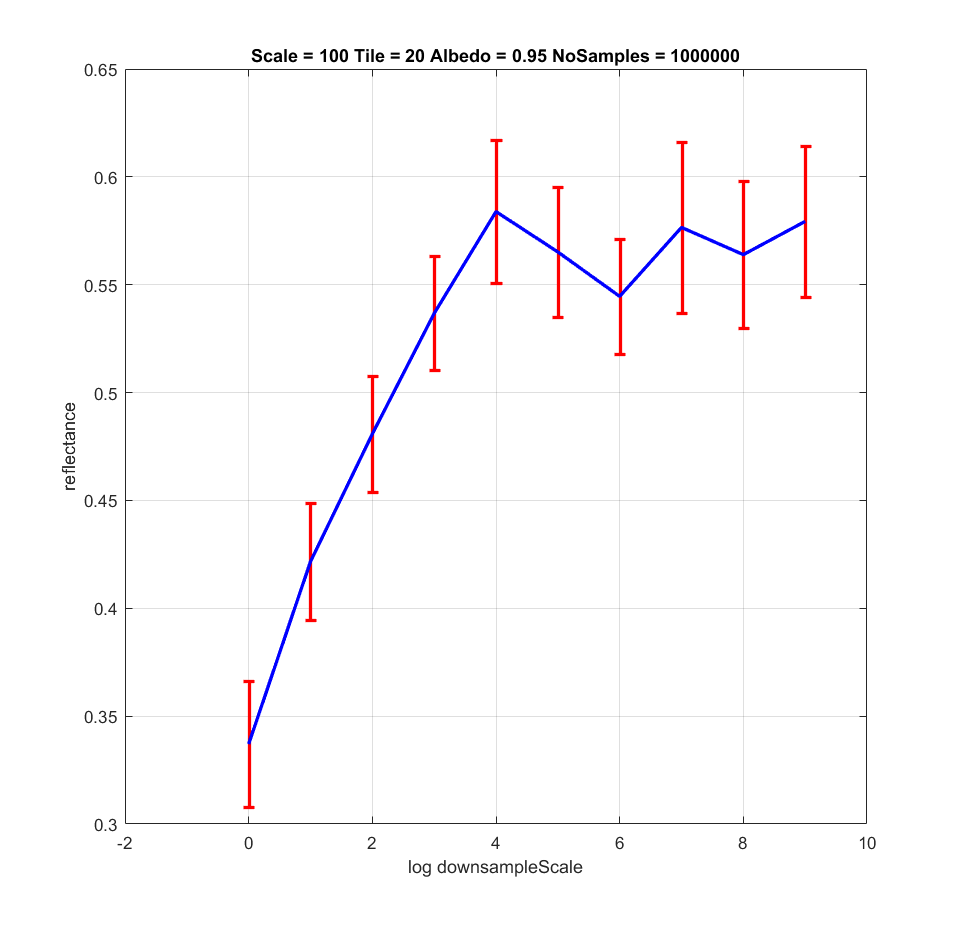 Scale = 100 Tile = 20 Albedo = 0.95 NoSamples = 1000000
0.65
0.6
0.55
0.5
0.45
0.4
0.35
0.3
reflectance
-2 0 2 4 6 8 10
log downsampleScale